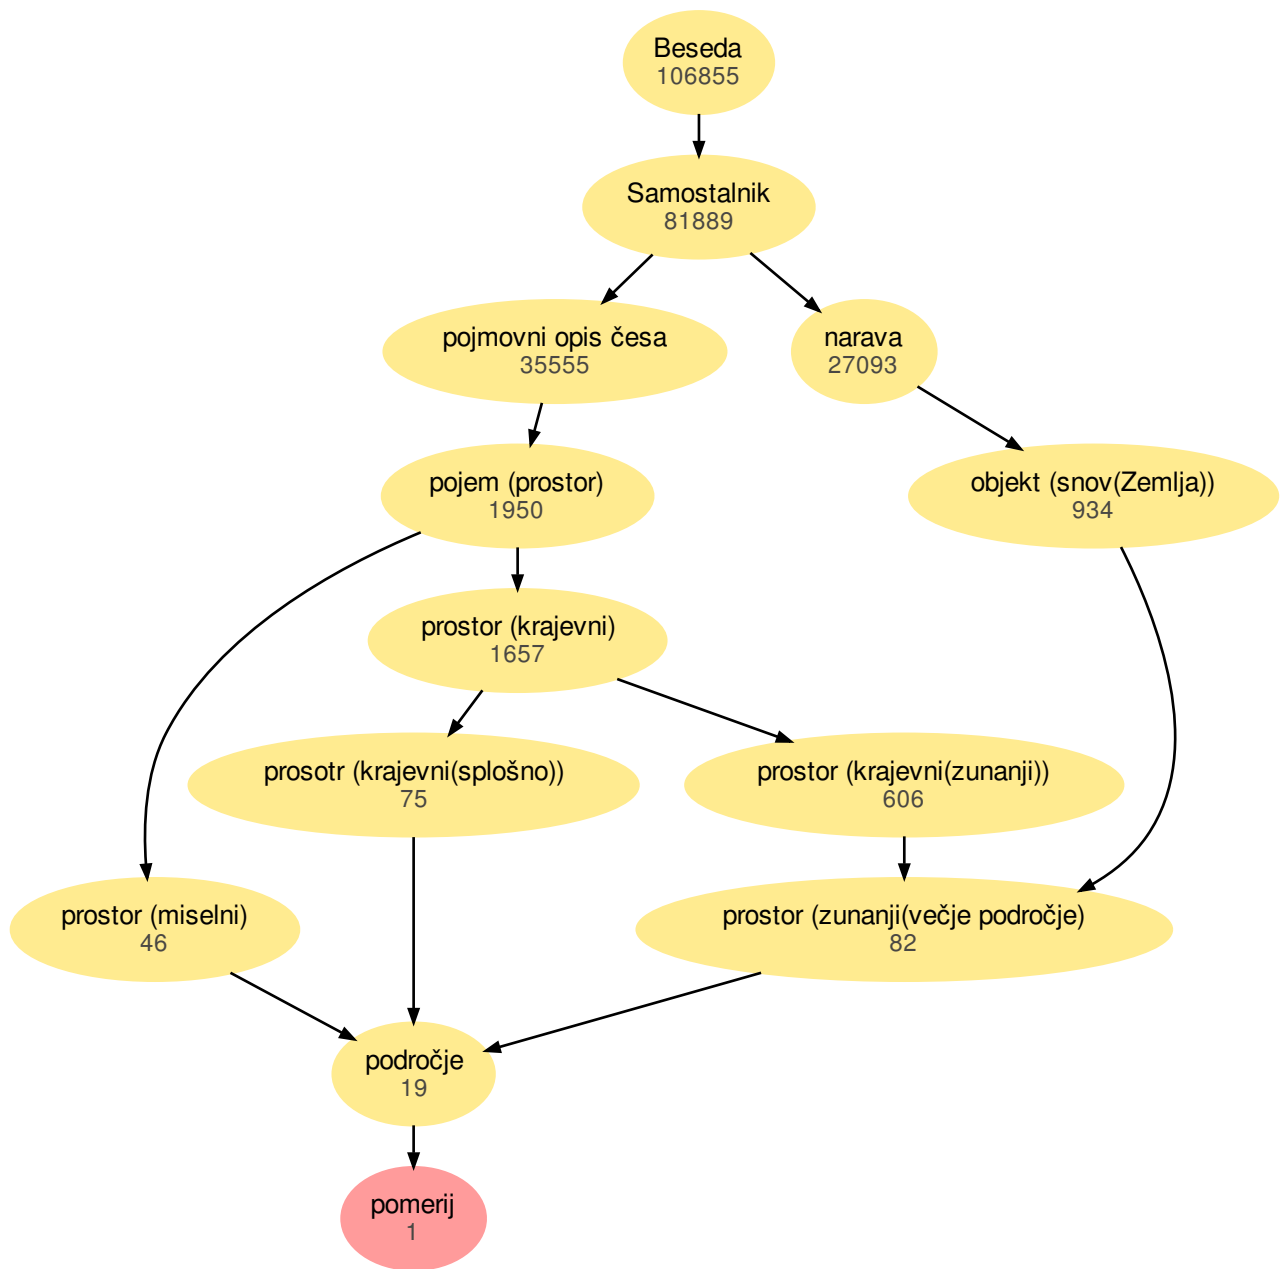 Beseda
106855
Samostalnik
81889
pojmovni opis česa
35555
narava
27093
pojem (prostor)
1950
objekt (snov(Zemlja))
934
prostor (krajevni)
1657
prosotr (krajevni(splošno))
75
prostor (krajevni(zunanji))
606
prostor (miselni)
46
prostor (zunanji(večje področje)
82
področje
19
pomerij
1